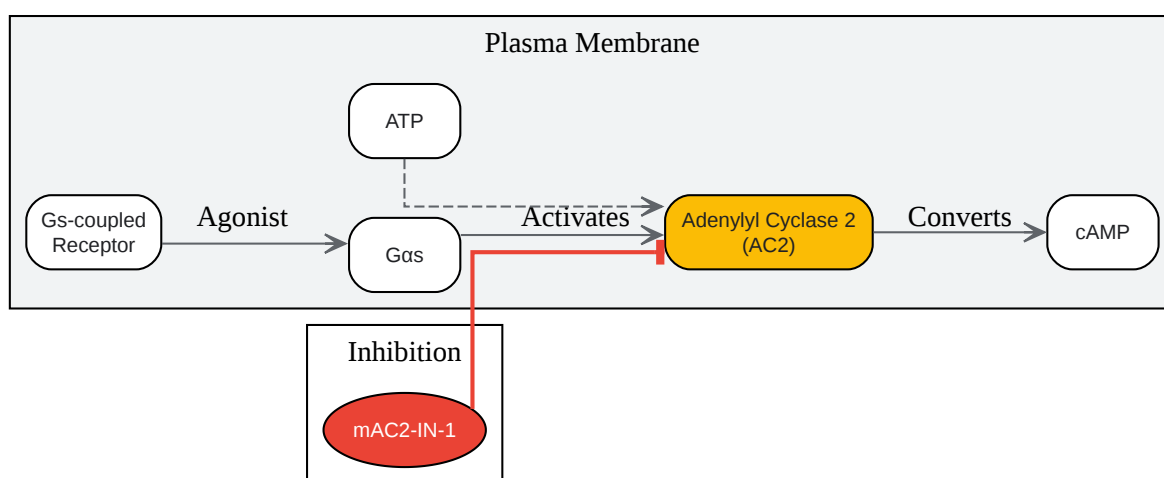 Plasma Membrane
ATP
Gs-coupled
Receptor
Agonist
Gαs
Activates
Adenylyl Cyclase 2
(AC2)
Converts
cAMP
Inhibition
mAC2-IN-1